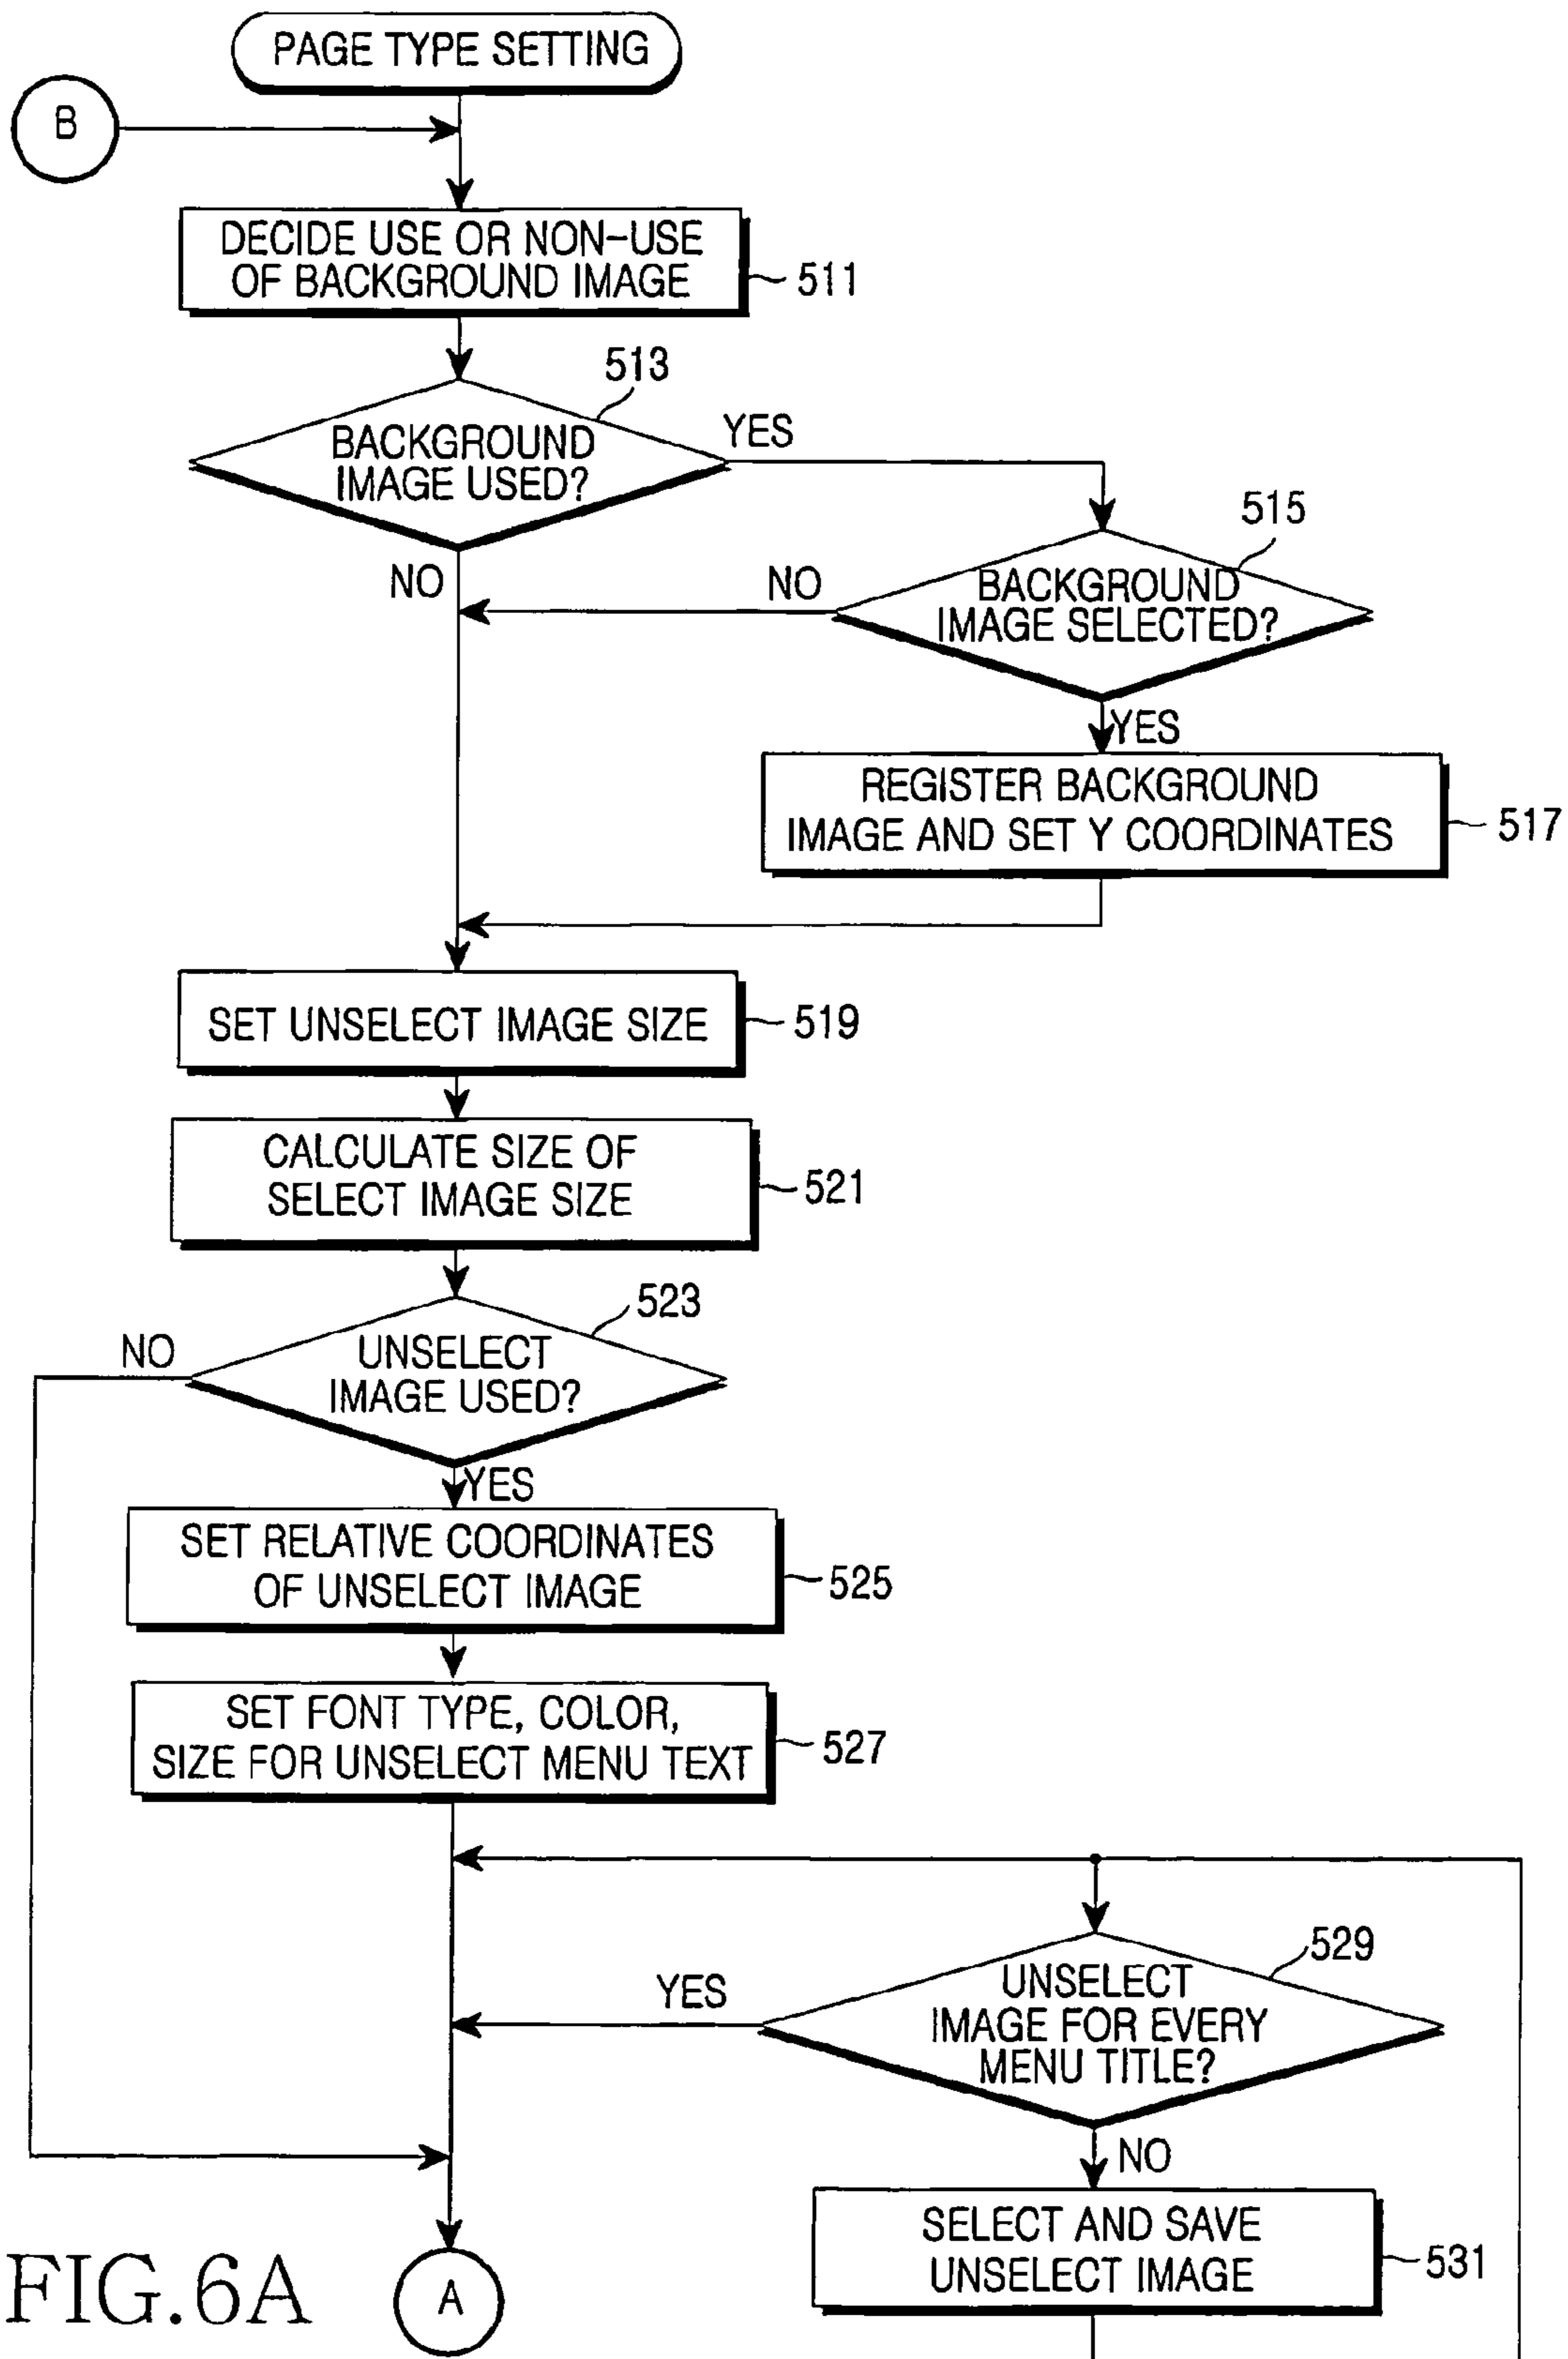 PAGE TYPE SETTING
B
DECIDE USE OR NON-USE
OF BACKGROUND IMAGE
511
513
BACKGROUND
IMAGE USED?
YES
NO
515
BACKGROUND
IMAGE SELECTED?
NO
YES
REGISTER BACKGROUND
IMAGE AND SET Y COORDINATES
517
SET UNSELECT IMAGE SIZE
519
CALCULATE SIZE OF
SELECT IMAGE SIZE
521
523
UNSELECT
IMAGE USED?
NO
YES
SET RELATIVE COORDINATES
OF UNSELECT IMAGE
525
SET FONT TYPE, COLOR,
SIZE FOR UNSELECT MENU TEXT
527
529
UNSELECT
IMAGE FOR EVERY
MENU TITLE?
YES
NO
SELECT AND SAVE
UNSELECT IMAGE
531
A
FIG.6A